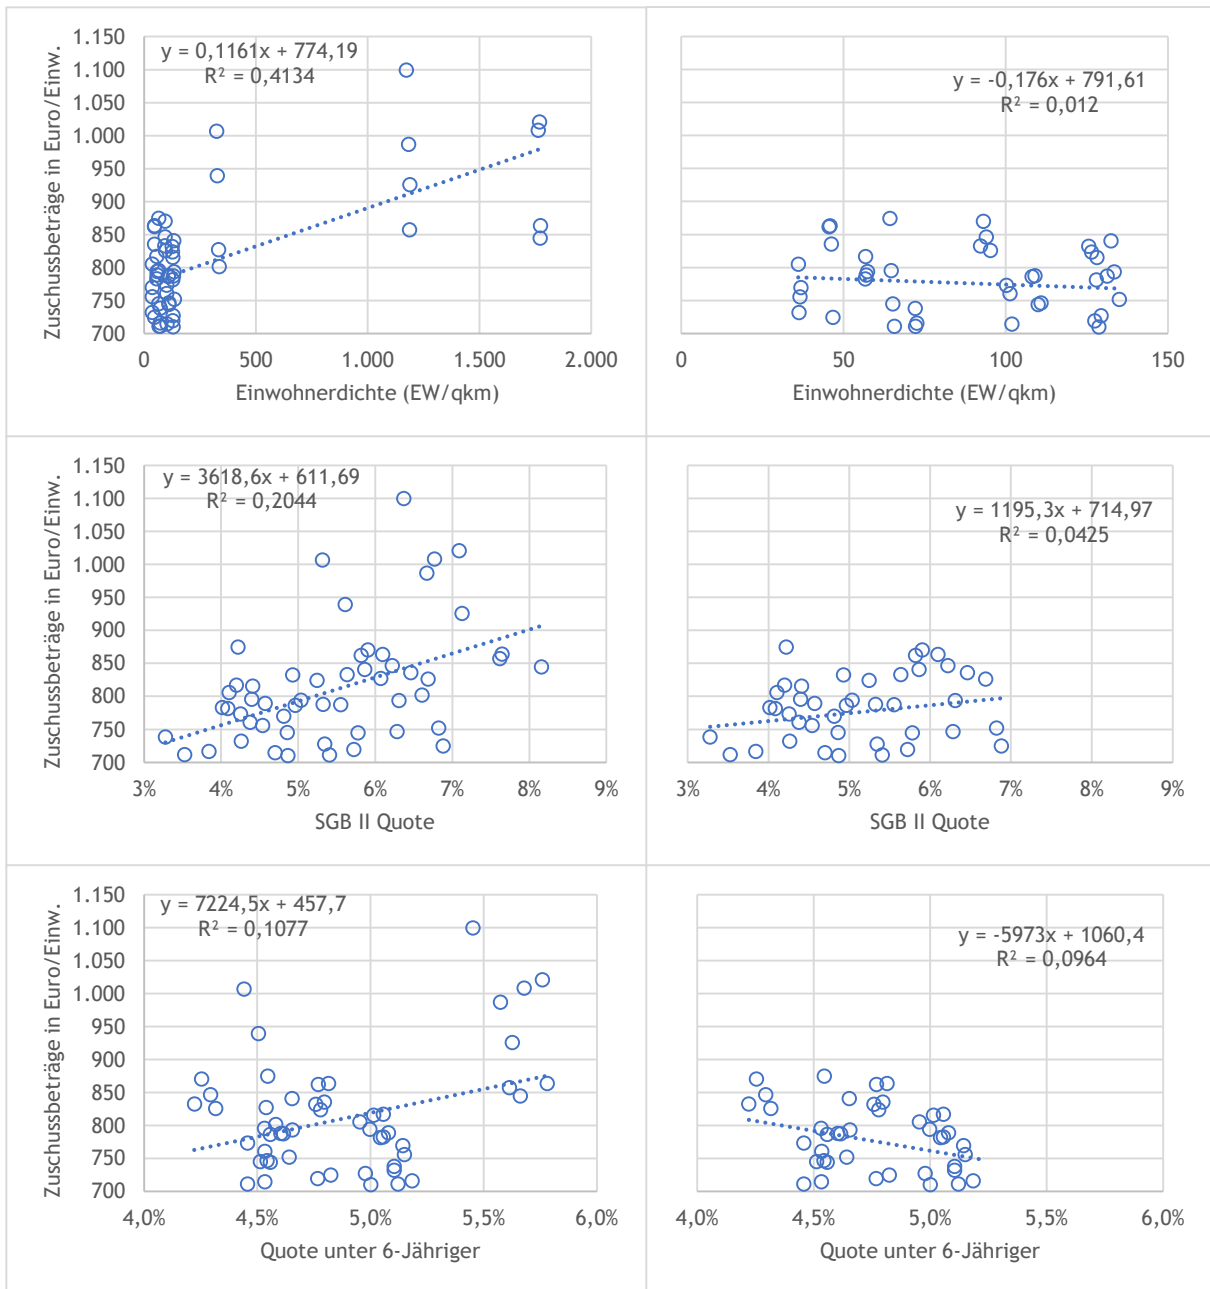 Zuschussbeträge in Euro/Einw.
1.150
1.100
1.050
1.000
950
900
850
800
750
700
y = 0,1161x + 774,19
R² = 0,4134
0 500 1.000 1.500 2.000
Einwohnerdichte (EW/qkm)
y = -0,176x + 791,61
R² = 0,012
0 50 100 150
Einwohnerdichte (EW/qkm)
Zuschussbeträge in Euro/Einw.
1.150
1.100
1.050
1.000
950
900
850
800
750
700
y = 3618,6x + 611,69
R² = 0,2044
3% 4% 5% 6% 7% 8% 9%
SGB II Quote
y = 1195,3x + 714,97
R² = 0,0425
3% 4% 5% 6% 7% 8% 9%
SGB II Quote
Zuschussbeträge in Euro/Einw.
1.150
1.100
1.050
1.000
950
900
850
800
750
700
y = 7224,5x + 457,7
R² = 0,1077
4,0% 4,5% 5,0% 5,5% 6,0%
Quote unter 6-Jähriger
y = -5973x + 1060,4
R² = 0,0964
4,0% 4,5% 5,0% 5,5% 6,0%
Quote unter 6-Jähriger